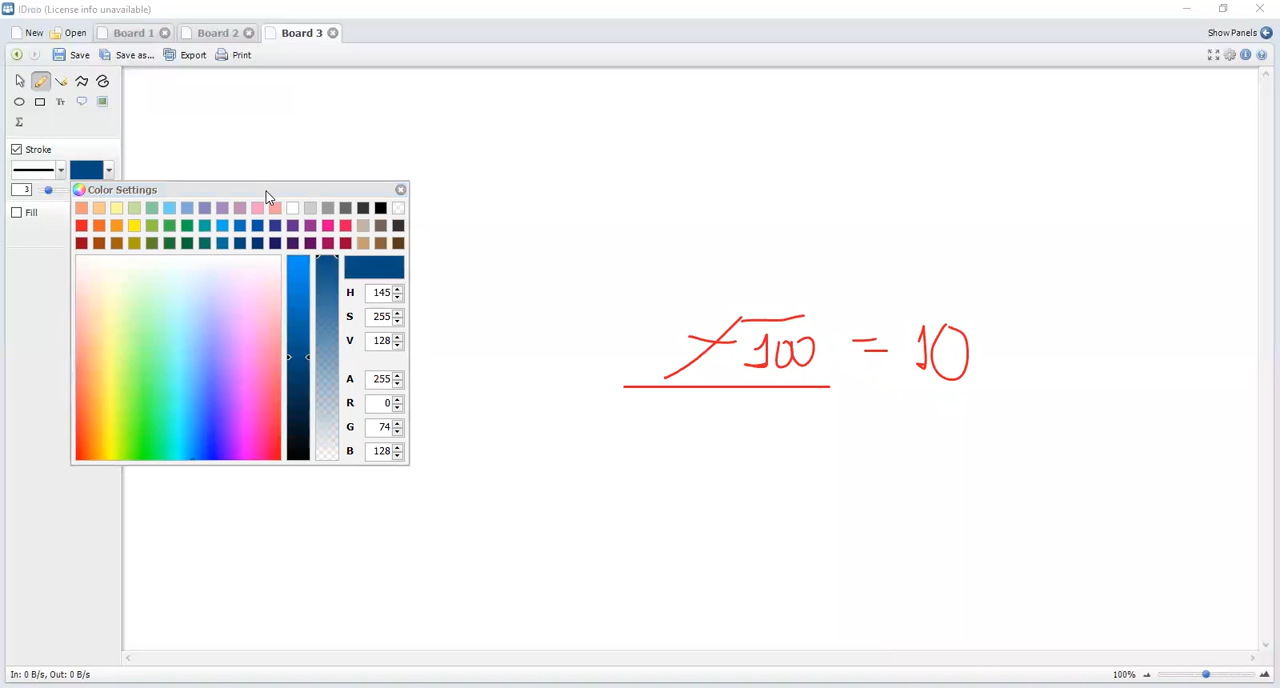 IDroo (License info unavailable)
New Open Board 1 Board 2 Board 3 Show Panels
Save Save as... Export Print
Tr
Σ
Stroke
3
Color Settings
Fill
H 145
S 255
V 128
A 255
R 0
G 74
B 128
√100 = 10
In: 0 B/s, Out: 0 B/s 100%